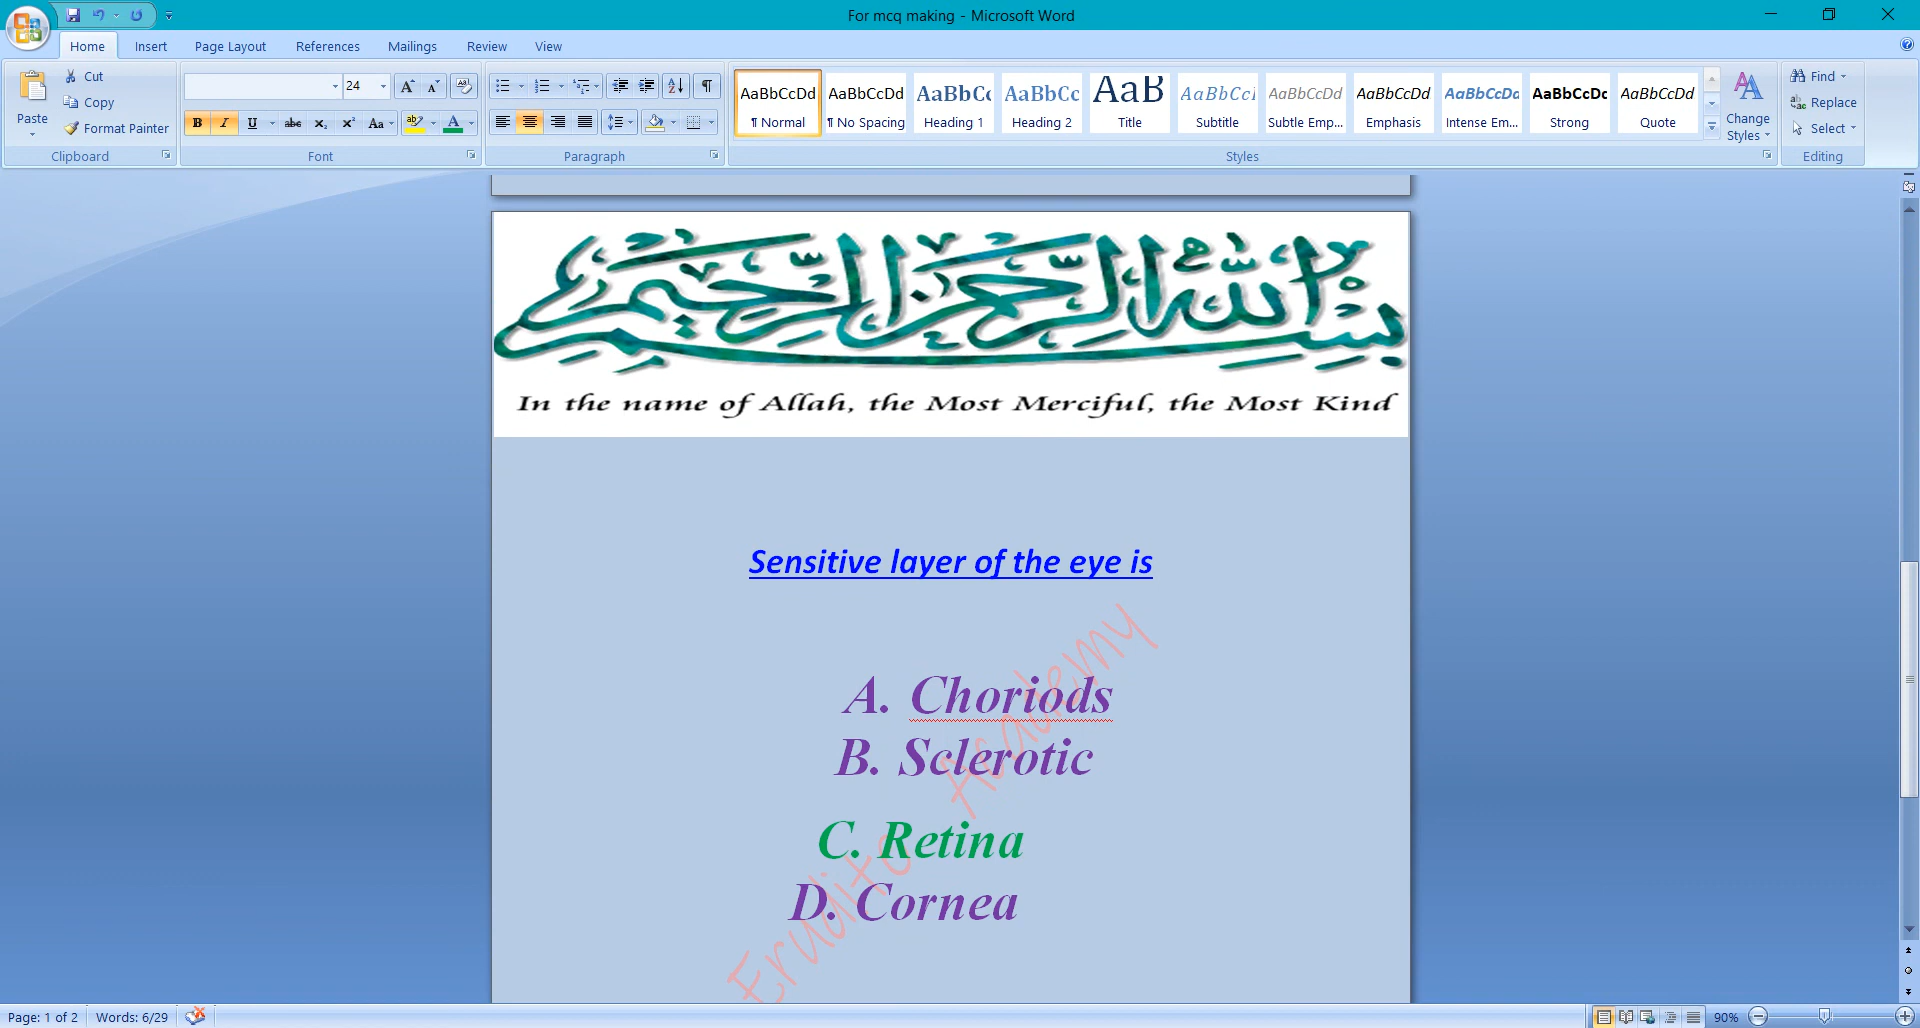 For mcq making - Microsoft Word
Home Insert Page Layout References Mailings Review View
Paste
Cut
Copy
Format Painter
Clipboard
24
Font
Paragraph
AaBbCcDd AaBbCcDd AaBbCc AaBbCc AaB AaBbCcI AaBbCcDd AaBbCcDd AaBbCcDd AaBbCcDc AaBbCcDd
¶ Normal ¶ No Spacing Heading 1 Heading 2 Title Subtitle Subtle Emp... Emphasis Intense Em... Strong Quote
Styles
Change Styles
Find
Replace
Select
Editing
بسم الله الرحمن الرحيم
In the name of Allah, the Most Merciful, the Most Kind
Sensitive layer of the eye is
A. Choriods
B. Sclerotic
C. Retina
D. Cornea
Erudite Academy
Page: 1 of 2 Words: 6/29 90%